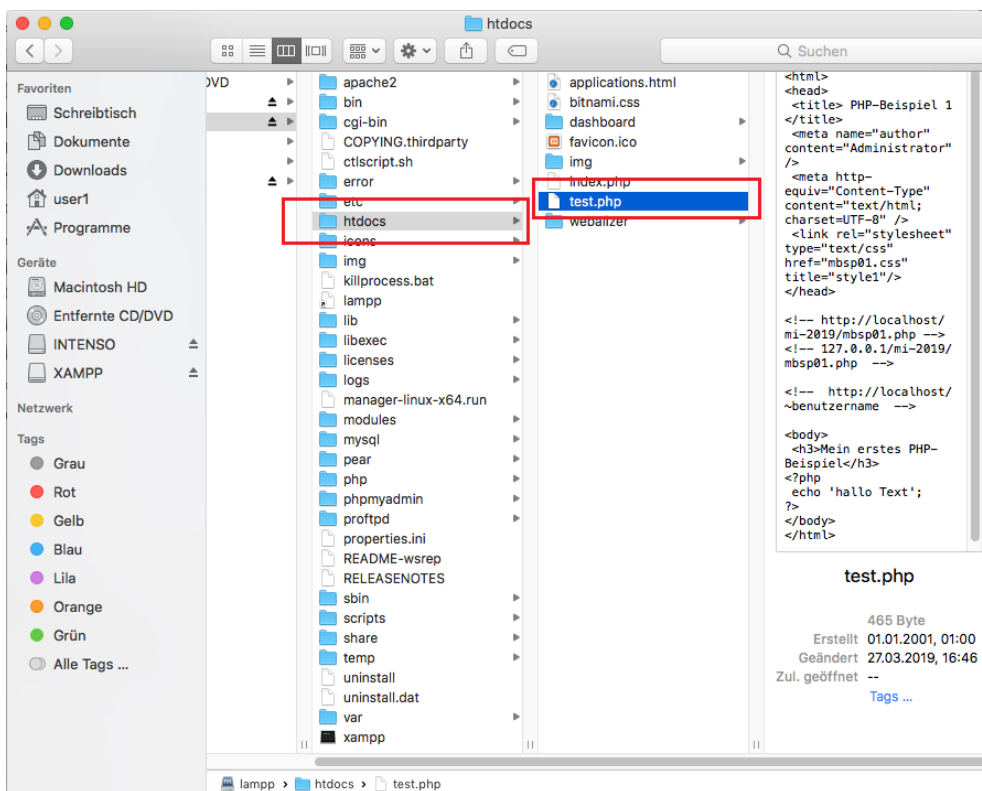 htdocs
Suchen
Favoriten
Schreibtisch
Dokumente
Downloads
user1
Programme
Geräte
Macintosh HD
Entfernte CD/DVD
INTENSO
XAMPP
Netzwerk
Tags
Grau
Rot
Gelb
Blau
Lila
Orange
Grün
Alle Tags ...
DVD
apache2
bin
cgi-bin
COPYING.thirdparty
ctlscript.sh
error
etc
htdocs
icons
img
killprocess.bat
lampp
lib
libexec
licenses
logs
manager-linux-x64.run
modules
mysql
pear
php
phpmyadmin
proftpd
properties.ini
README-wsrep
RELEASENOTES
sbin
scripts
share
temp
uninstall
uninstall.dat
var
xampp
applications.html
bitnami.css
dashboard
favicon.ico
img
index.php
test.php
webalizer
<html>
<head>
<title> PHP-Beispiel 1
</title>
<meta name="author"
content="Administrator"
/>
<meta http-
equiv="Content-Type"
content="text/html;
charset=UTF-8" />
<link rel="stylesheet"
type="text/css"
href="mbsp01.css"
title="style1"/>
</head>
<!-- http://localhost/
mi-2019/mbsp01.php -->
<!-- 127.0.0.1/mi-2019/
mbsp01.php  -->
<!--  http://localhost/
~benutzername  -->
<body>
<h3>Mein erstes PHP-
Beispiel</h3>
<?php
echo 'hallo Text';
?>
</body>
</html>
test.php
465 Byte
Erstellt 01.01.2001, 01:00
Geändert 27.03.2019, 16:46
Zul. geöffnet --
Tags ...
lampp › htdocs › test.php